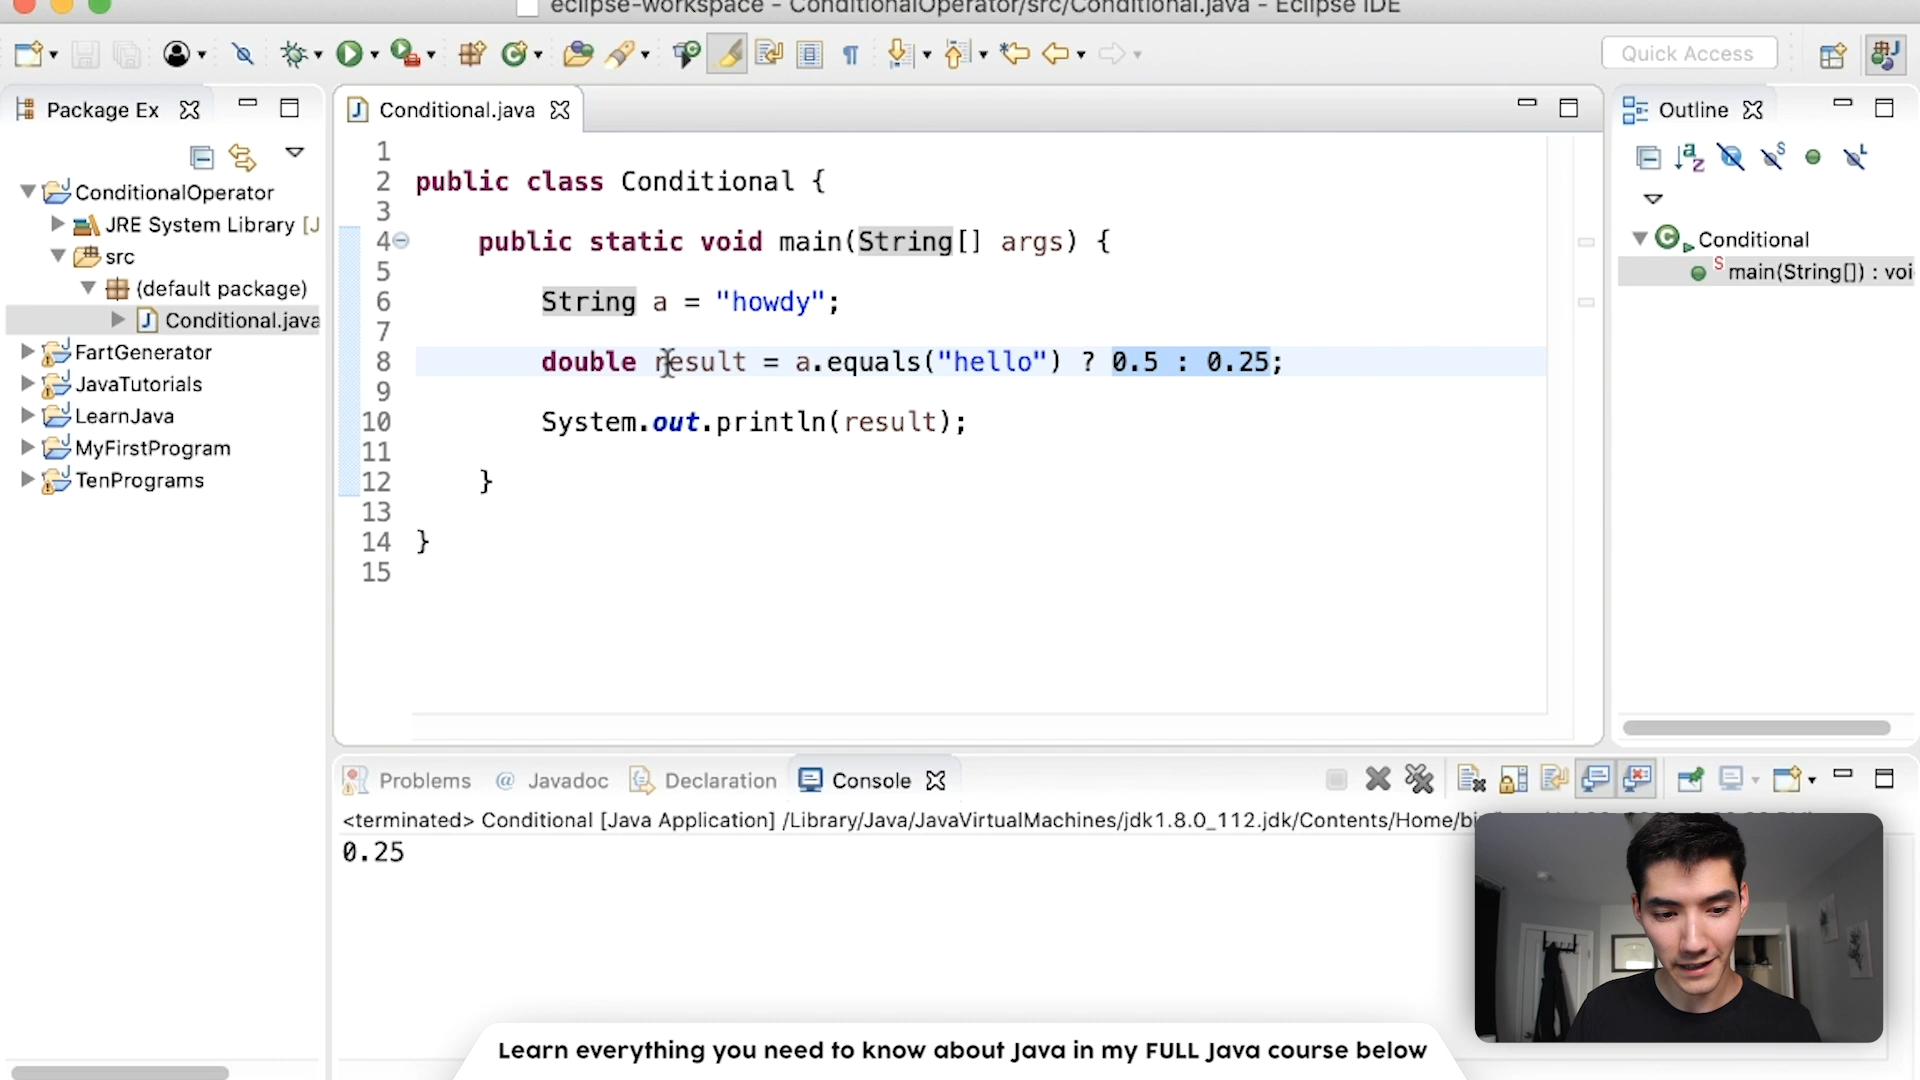 eclipse-workspace - ConditionalOperator/src/Conditional.java - Eclipse IDE
Quick Access
Package Ex
ConditionalOperator
JRE System Library [J
src
(default package)
Conditional.java
FartGenerator
JavaTutorials
LearnJava
MyFirstProgram
TenPrograms
Conditional.java
1
2 public class Conditional {
3
4 public static void main(String[] args) {
5
6 String a = "howdy";
7
8 double result = a.equals("hello") ? 0.5 : 0.25;
9
10 System.out.println(result);
11
12 }
13
14 }
15
Outline
Conditional
main(String[]) : voi
Problems @ Javadoc Declaration Console
<terminated> Conditional [Java Application] /Library/Java/JavaVirtualMachines/jdk1.8.0_112.jdk/Contents/Home/bi
0.25
Learn everything you need to know about Java in my FULL Java course below